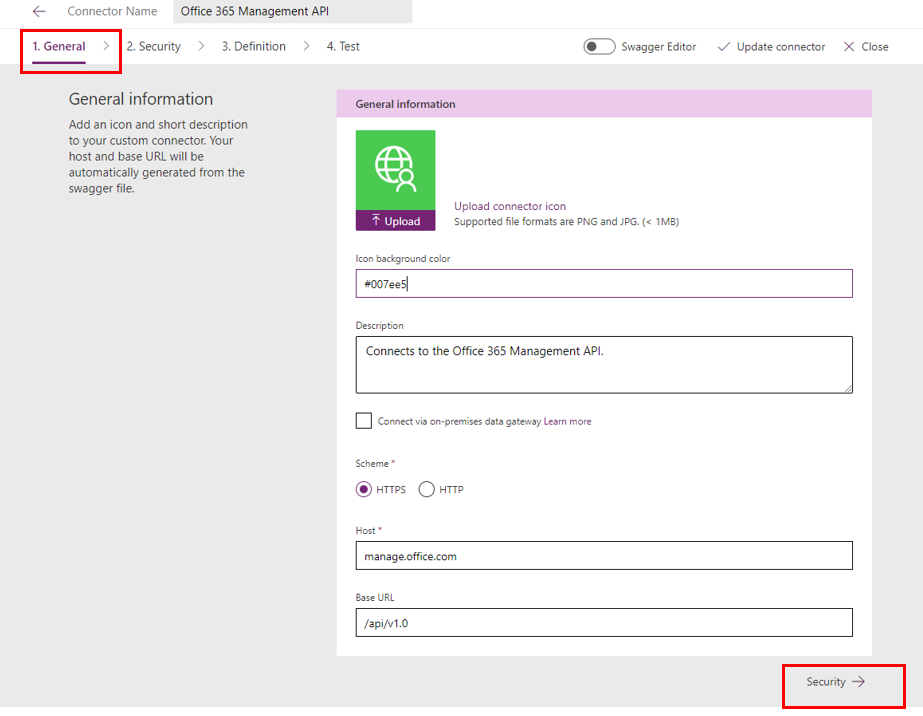 Connector Name Office 365 Management API
1. General 2. Security 3. Definition 4. Test Swagger Editor Update connector Close
General information
Add an icon and short description
to your custom connector. Your
host and base URL will be
automatically generated from the
swagger file.
General information
Upload
Upload connector icon
Supported file formats are PNG and JPG. (< 1MB)
Icon background color
#007ee5
Description
Connects to the Office 365 Management API.
Connect via on-premises data gateway Learn more
Scheme *
HTTPS HTTP
Host *
manage.office.com
Base URL
/api/v1.0
Security